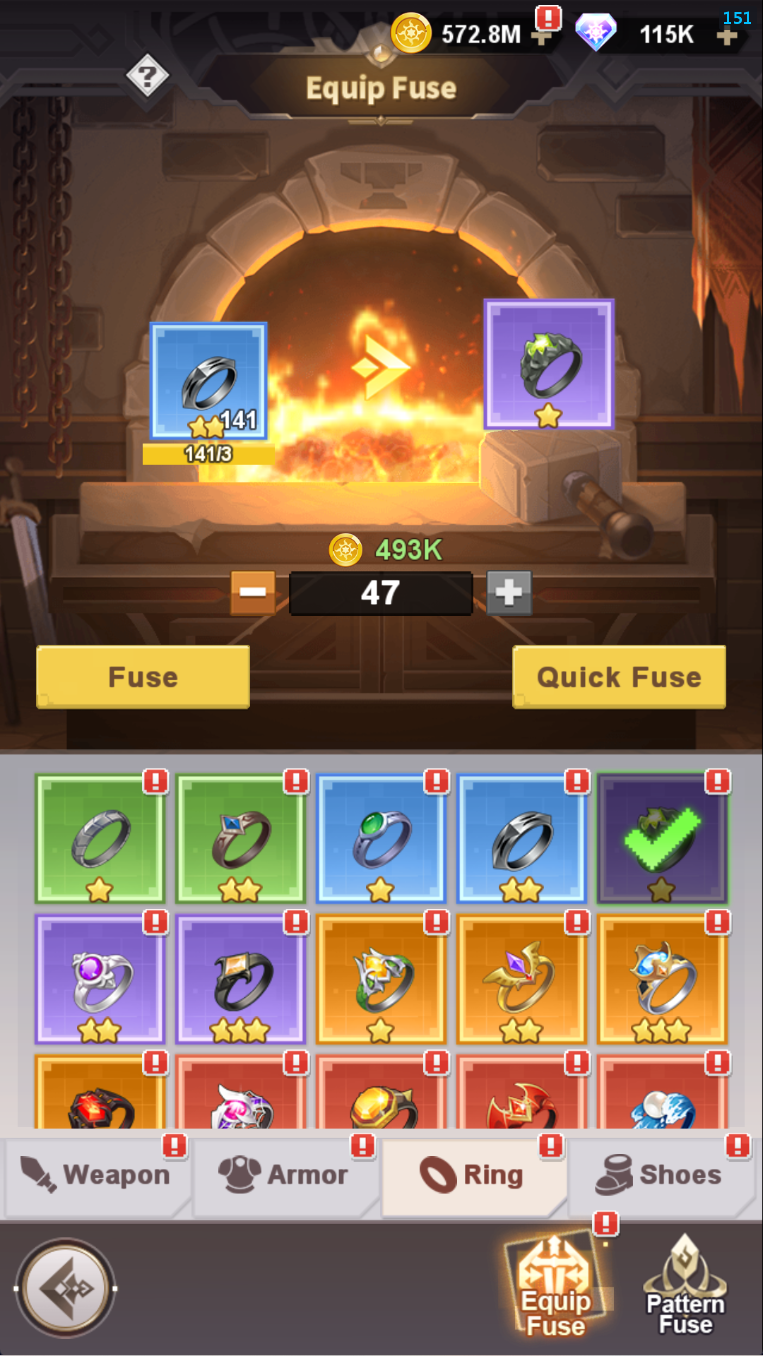 151
572.8M
115K
?
Equip Fuse
141
141/3
493K
47
Fuse
Quick Fuse
Weapon
Armor
Ring
Shoes
Equip
Fuse
Pattern
Fuse